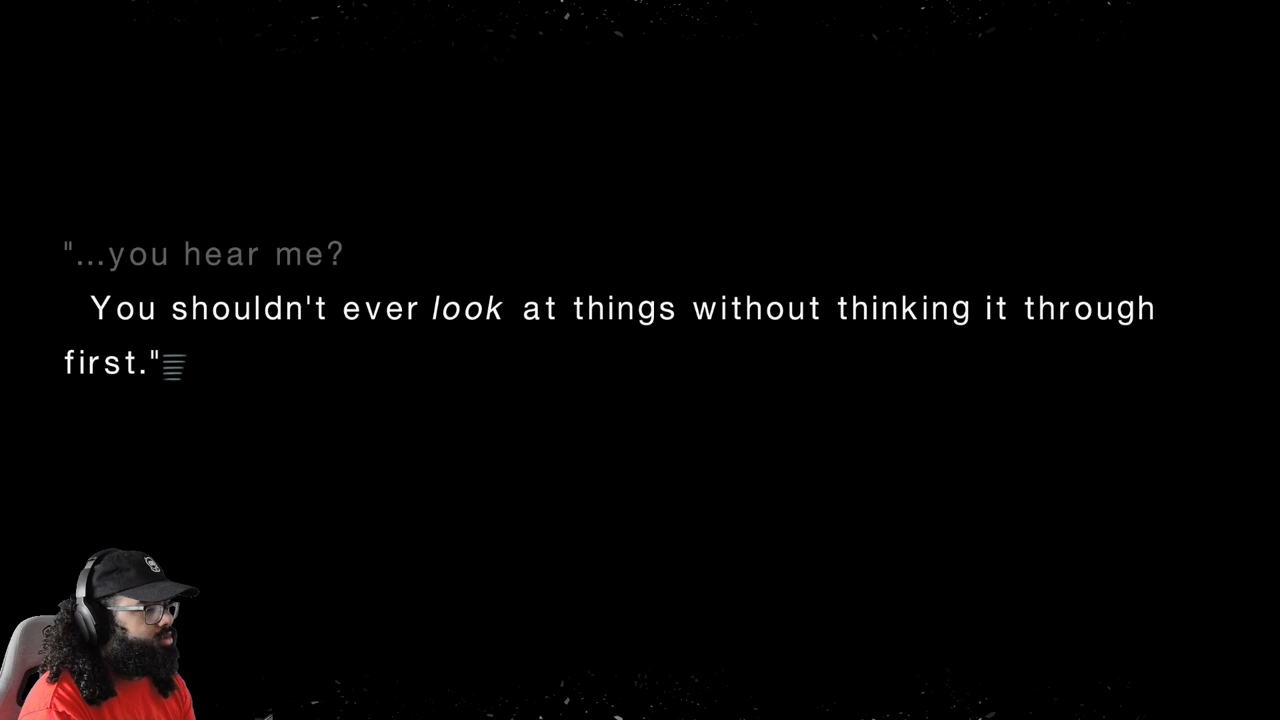 "...you hear me?
You shouldn't ever look at things without thinking it through
first."